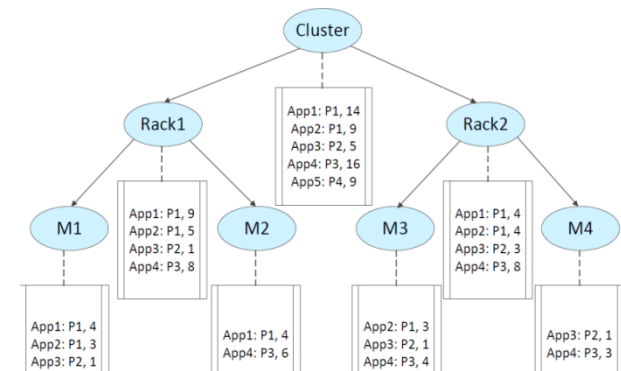 Cluster
App1: P1, 14
App2: P1, 9
App3: P2, 5
App4: P3, 16
App5: P4, 9
Rack1
Rack2
App1: P1, 9
App2: P1, 5
App3: P2, 1
App4: P3, 8
App1: P1, 4
App2: P1, 4
App3: P2, 3
App4: P3, 8
M1
M2
M3
M4
App1: P1, 4
App2: P1, 3
App3: P2, 1
App1: P1, 4
App4: P3, 6
App2: P1, 3
App3: P2, 1
App4: P3, 4
App3: P2, 1
App4: P3, 3